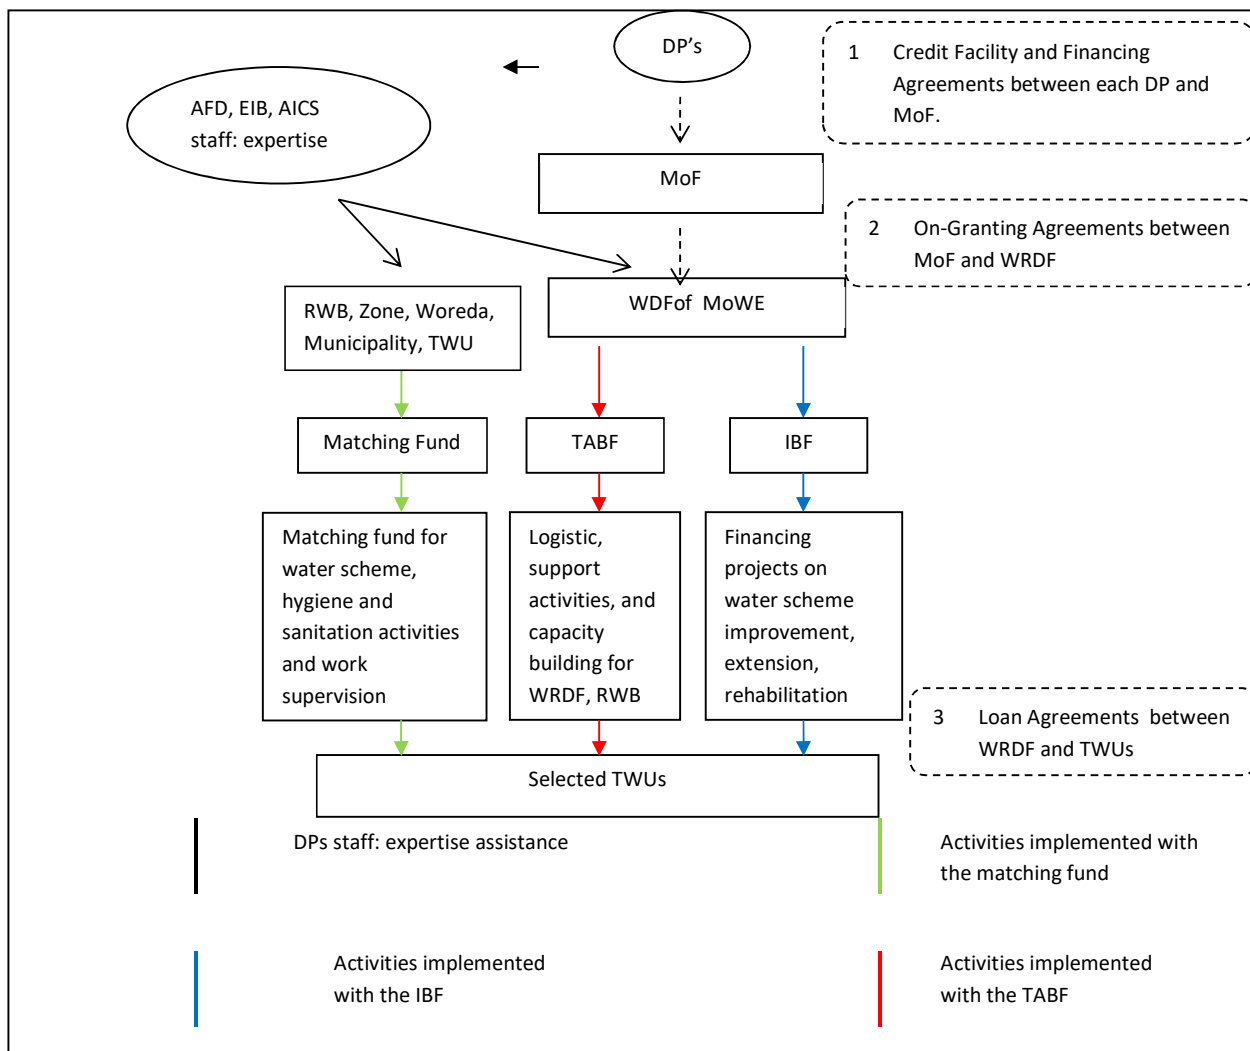 DP's
1 Credit Facility and Financing
Agreements between each DP and
MoF.
AFD, EIB, AICS
staff: expertise
MoF
2 On-Granting Agreements between
MoF and WRDF
RWB, Zone, Woreda,
Municipality, TWU
WDFof MoWE
Matching Fund
TABF
IBF
Matching fund for
water scheme,
hygiene and
sanitation activities
and work
supervision
Logistic,
support
activities, and
capacity
building for
WRDF, RWB
Financing
projects on
water scheme
improvement,
extension,
rehabilitation
3 Loan Agreements between
WRDF and TWUs
Selected TWUs
DPs staff: expertise assistance
Activities implemented with
the matching fund
Activities implemented
with the IBF
Activities implemented
with the TABF